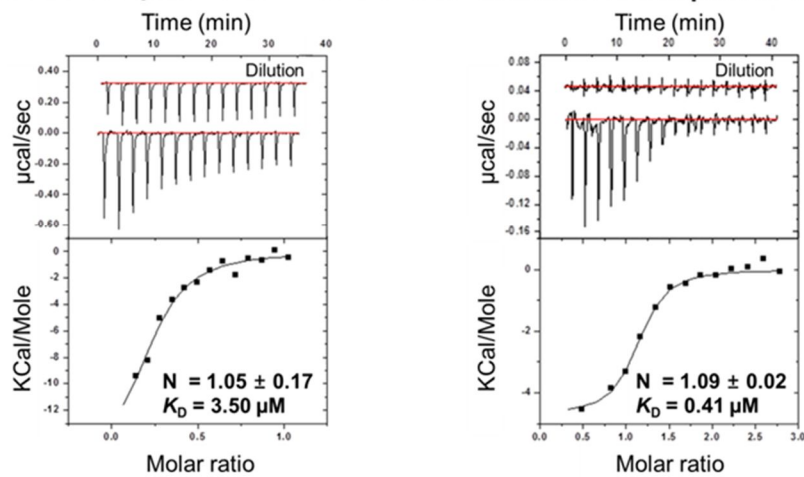 Time (min)
0 10 20 30 40
Dilution
0.40
0.20
0.00
-0.20
-0.40
-0.60
µcal/sec
0
-2
-4
-6
-8
-10
-12
KCal/Mole
N = 1.05 ± 0.17
KD = 3.50 µM
0.0 0.5 1.0
Molar ratio
Time (min)
0 10 20 30 40
Dilution
0.08
0.04
0.00
-0.04
-0.08
-0.12
-0.16
µcal/sec
0
-2
-4
KCal/Mole
N = 1.09 ± 0.02
KD = 0.41 µM
0.0 0.5 1.0 1.5 2.0 2.5 3.0
Molar ratio